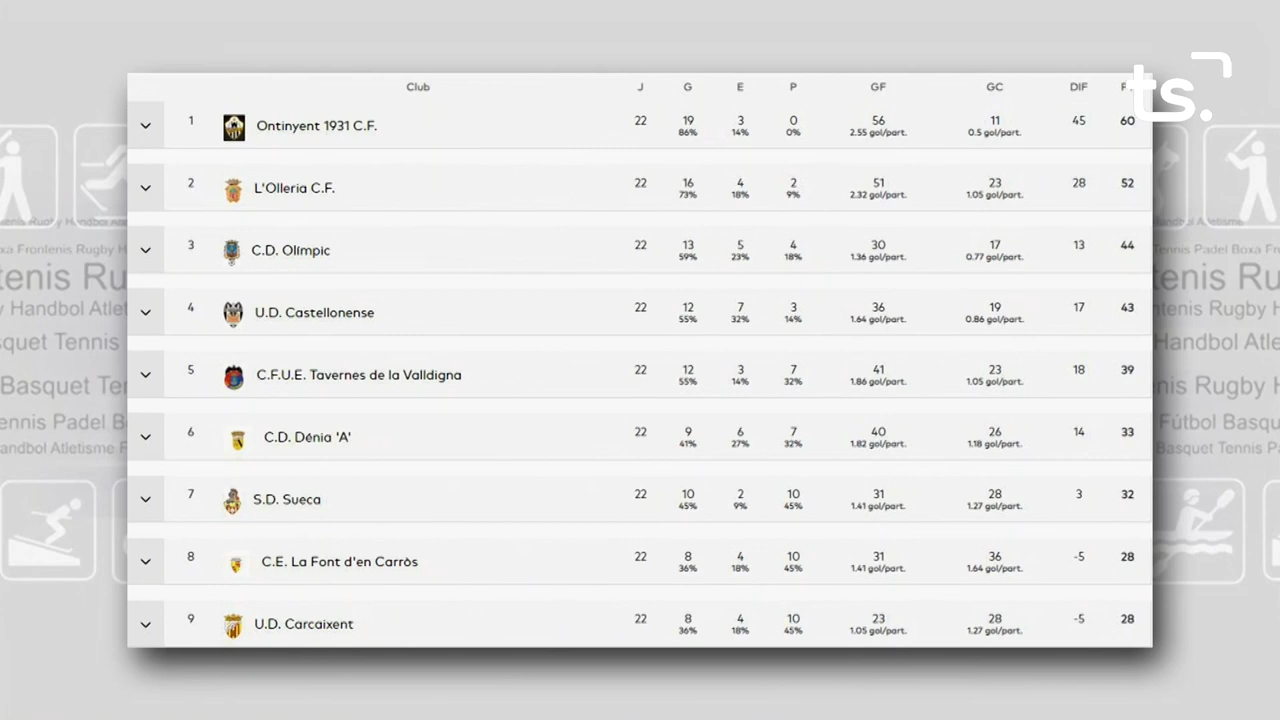 ts.
Club J G E P GF GC DIF
1 Ontinyent 1931 C.F. 22 19 3 0 56 11 45 60
86% 14% 0% 2.55 gol/part. 0.5 gol/part.
2 L'Olleria C.F. 22 16 4 2 51 23 28 52
73% 18% 9% 2.32 gol/part. 1.05 gol/part.
3 C.D. Olímpic 22 13 5 4 30 17 13 44
59% 23% 18% 1.36 gol/part. 0.77 gol/part.
4 U.D. Castellonense 22 12 7 3 36 19 17 43
55% 32% 14% 1.64 gol/part. 0.86 gol/part.
5 C.F.U.E. Tavernes de la Valldigna 22 12 3 7 41 23 18 39
55% 14% 32% 1.86 gol/part. 1.05 gol/part.
6 C.D. Dénia 'A' 22 9 6 7 40 26 14 33
41% 27% 32% 1.82 gol/part. 1.18 gol/part.
7 S.D. Sueca 22 10 2 10 31 28 3 32
45% 9% 45% 1.41 gol/part. 1.27 gol/part.
8 C.E. La Font d'en Carròs 22 8 4 10 31 36 -5 28
36% 18% 45% 1.41 gol/part. 1.64 gol/part.
9 U.D. Carcaixent 22 8 4 10 23 28 -5 28
36% 18% 45% 1.05 gol/part. 1.27 gol/part.